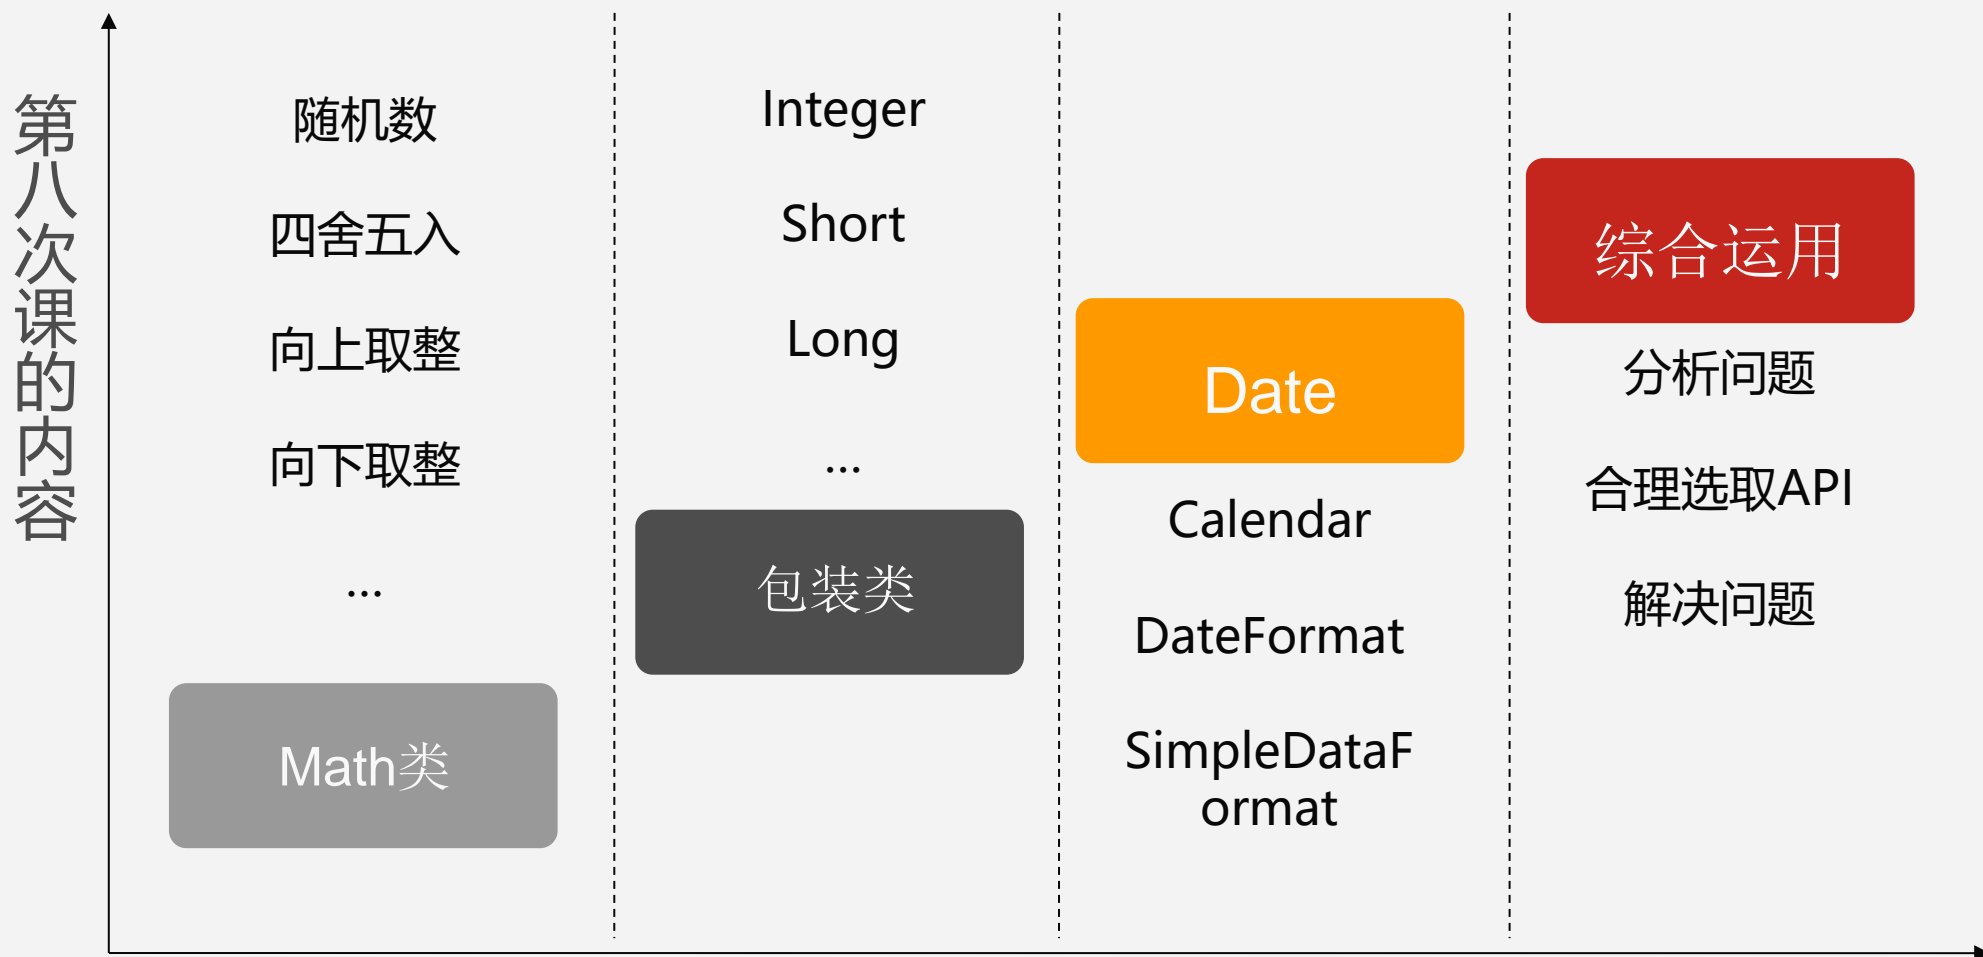 第八次课的内容
随机数
四舍五入
向上取整
向下取整
...
Math类
Integer
Short
Long
...
包装类
Date
Calendar
DateFormat
SimpleDataF
ormat
综合运用
分析问题
合理选取API
解决问题